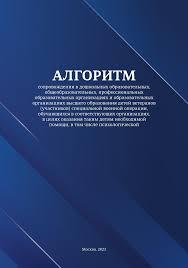 АЛГОРИТМ
сопровождения в дошкольных образовательных,
общеобразовательных, профессиональных
образовательных организациях и образовательных
организациях высшего образования детей ветеранов
(участников) специальной военной операции,
обучающихся в соответствующих организациях,
в целях оказания таким детям необходимой
помощи, в том числе психологической
Москва, 2023